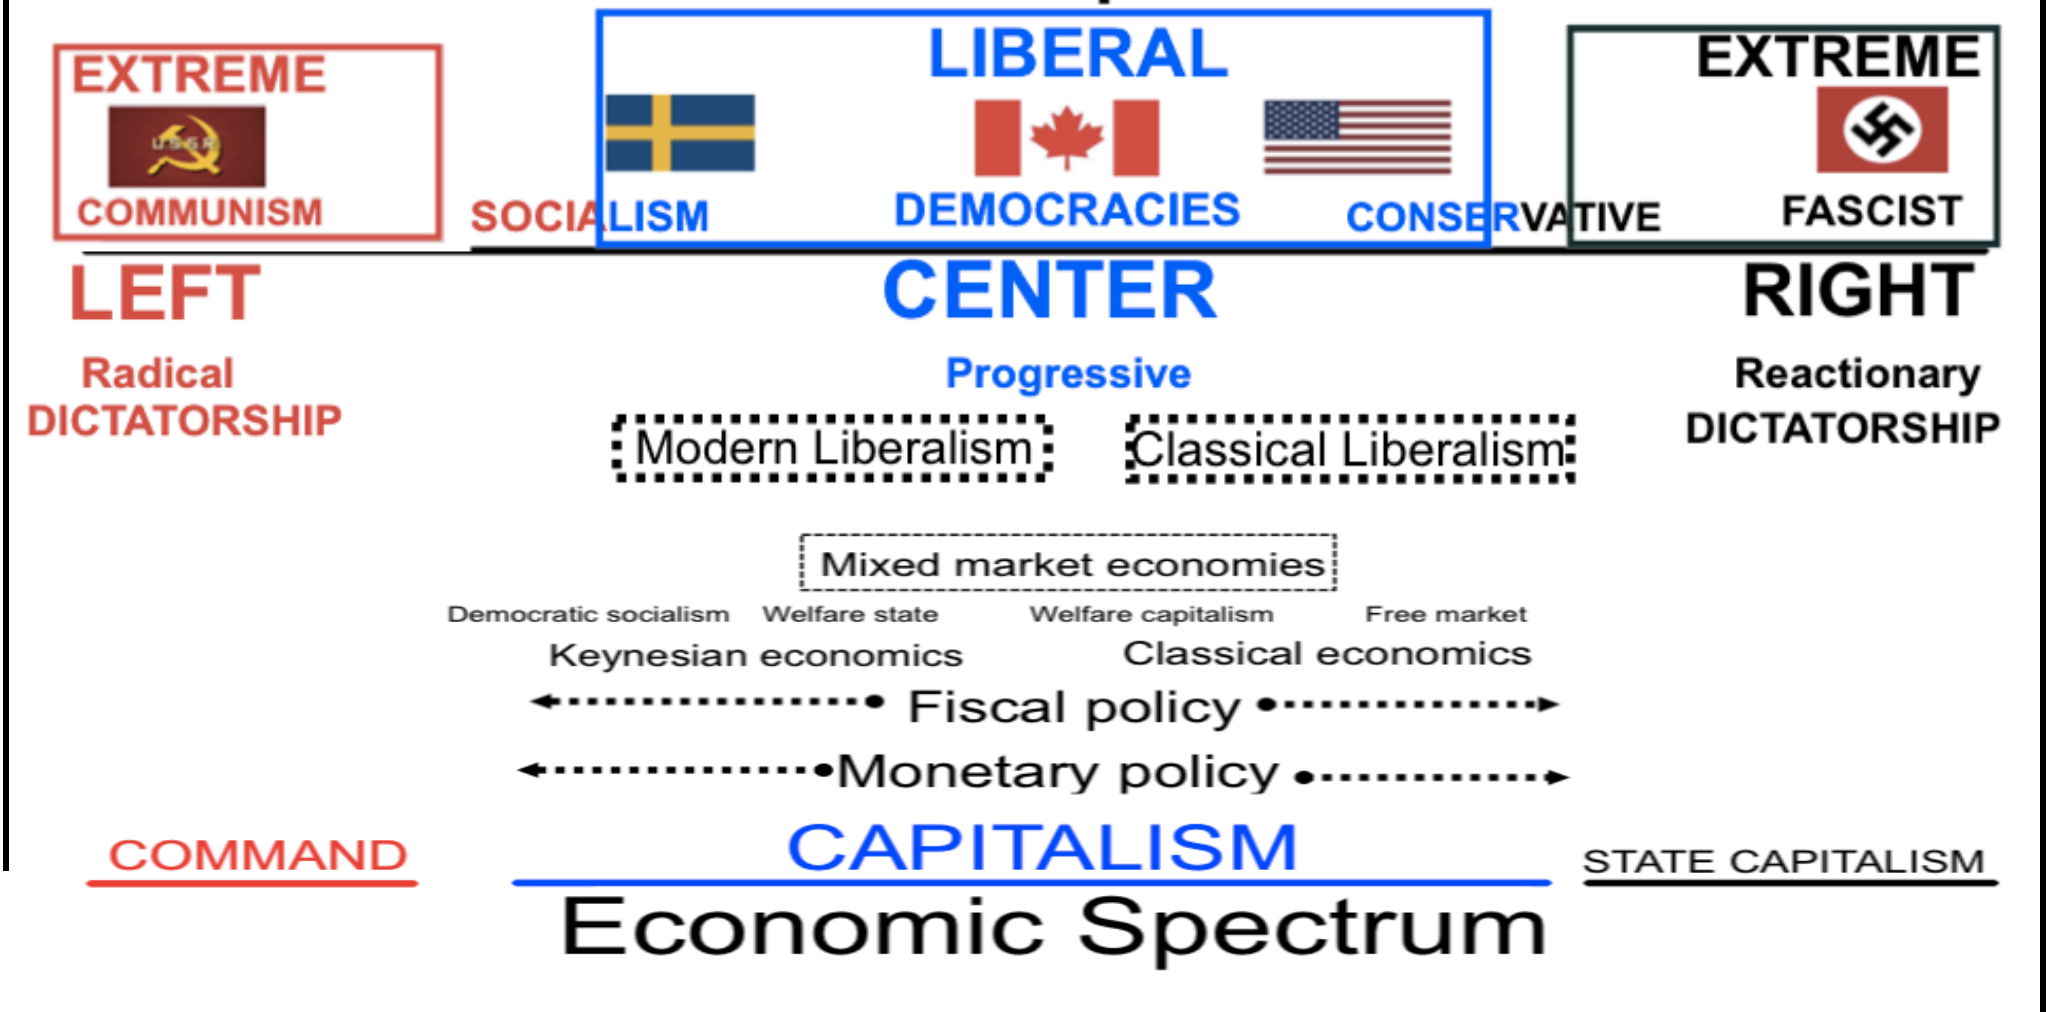 EXTREME
LIBERAL
EXTREME
U.S.S.R
COMMUNISM
SOCIALISM
DEMOCRACIES
CONSERVATIVE
FASCIST
LEFT
CENTER
RIGHT
Radical
Progressive
Reactionary
DICTATORSHIP
DICTATORSHIP
Modern Liberalism
Classical Liberalism
Mixed market economies
Democratic socialism
Welfare state
Welfare capitalism
Free market
Keynesian economics
Classical economics
Fiscal policy
Monetary policy
COMMAND
CAPITALISM
STATE CAPITALISM
Economic Spectrum